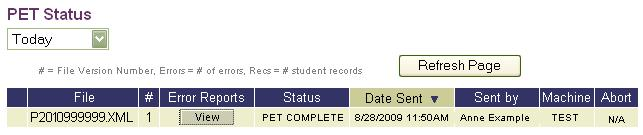 PET Status
Today
# = File Version Number, Errors = # of errors, Recs = # student records
Refresh Page
File # Error Reports Status Date Sent ▼ Sent by Machine Abort
P2010999999.XML 1 View PET COMPLETE 8/28/2009 11:50AM Anne Example TEST N/A